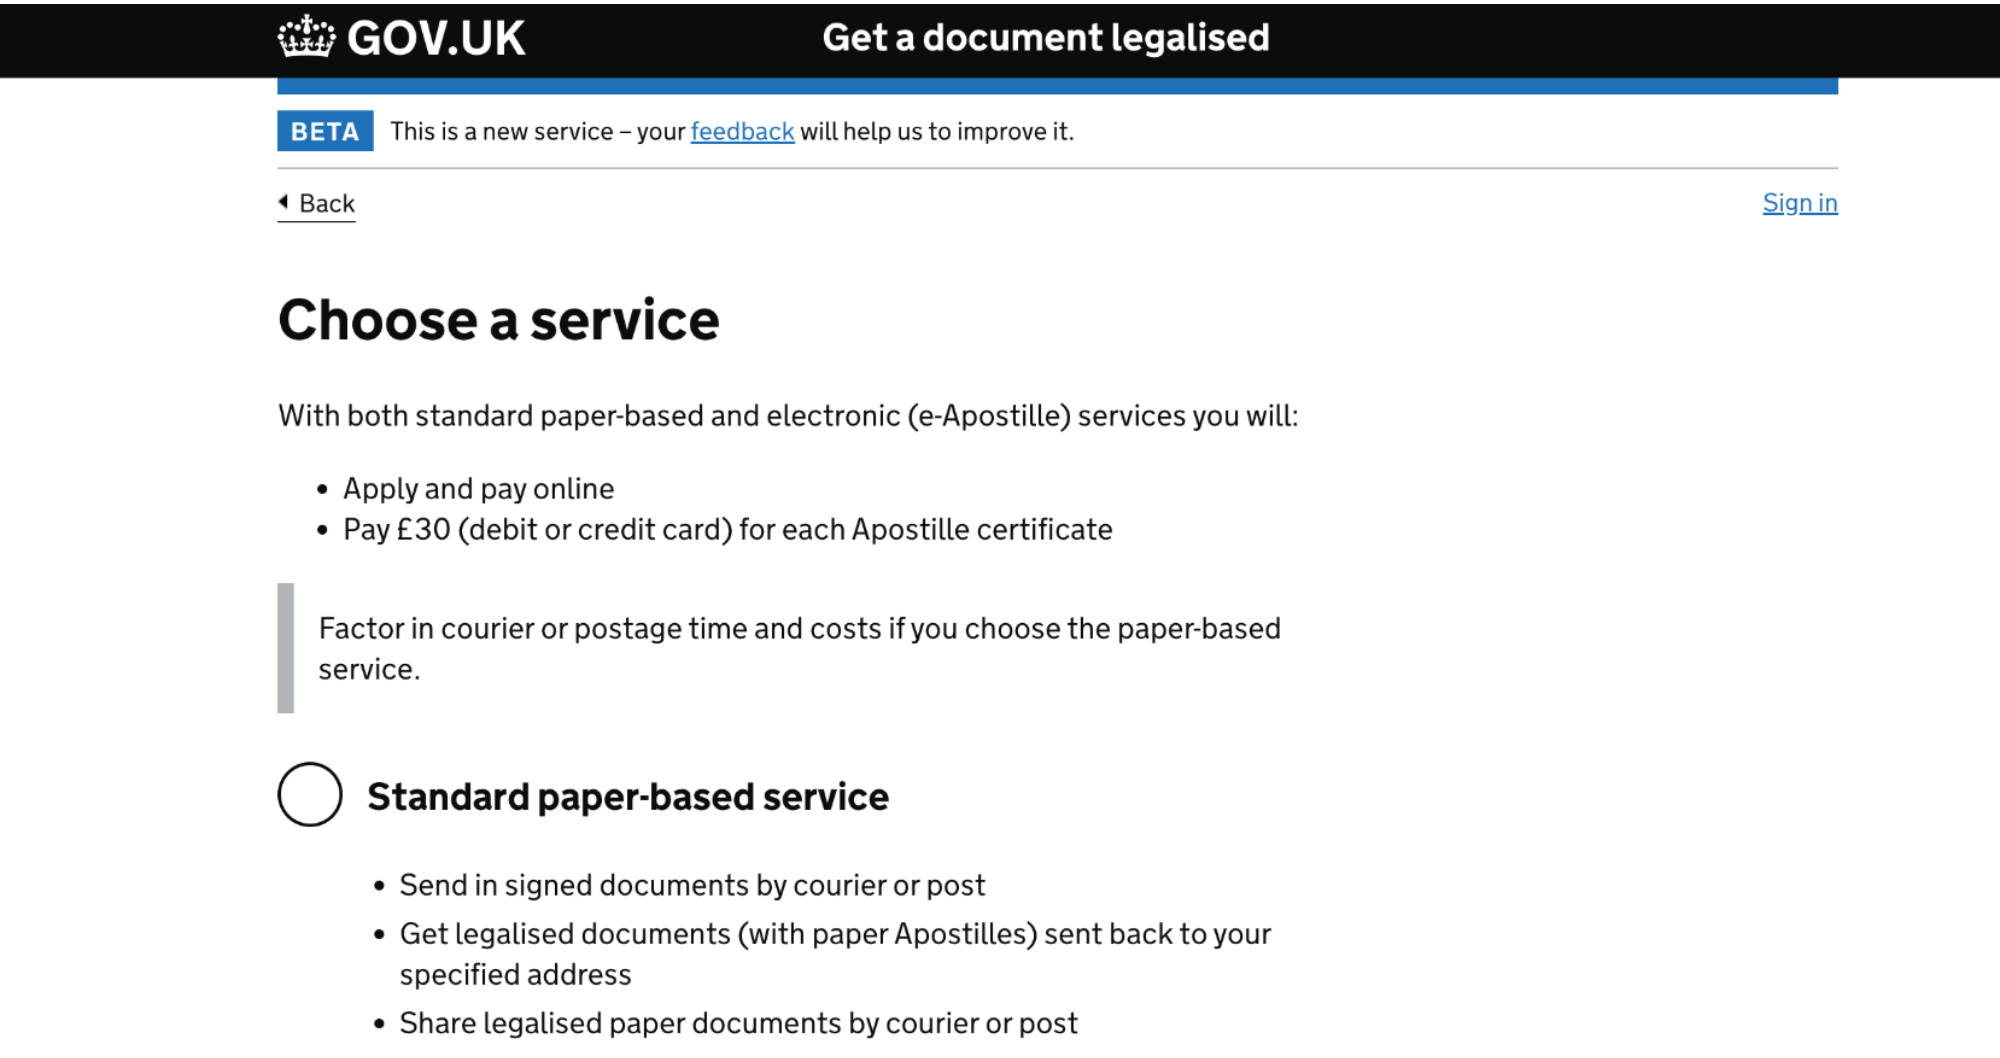 GOV.UK
Get a document legalised
BETA
This is a new service – your feedback will help us to improve it.
Back
Sign in
Choose a service
With both standard paper-based and electronic (e-Apostille) services you will:
• Apply and pay online
• Pay £30 (debit or credit card) for each Apostille certificate
Factor in courier or postage time and costs if you choose the paper-based
service.
Standard paper-based service
• Send in signed documents by courier or post
• Get legalised documents (with paper Apostilles) sent back to your
specified address
• Share legalised paper documents by courier or post